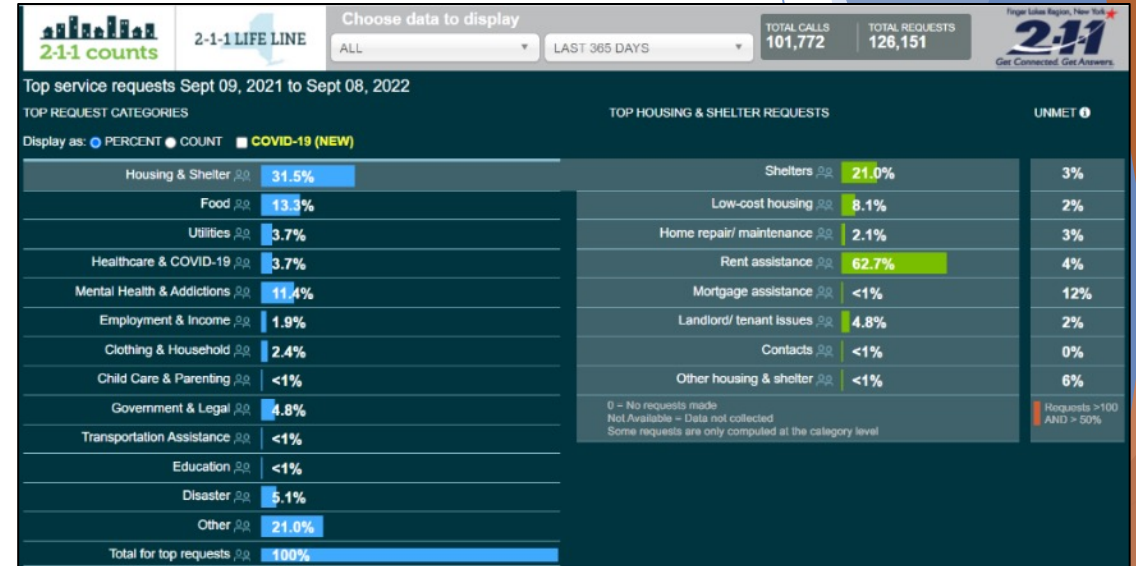 2-1-1 counts
2-1-1 LIFE LINE
Choose data to display
ALL
LAST 365 DAYS
TOTAL CALLS
101,772
TOTAL REQUESTS
126,151
Finger Lakes Region, New York
2-1-1
Get Connected. Get Answers.
Top service requests Sept 09, 2021 to Sept 08, 2022
TOP REQUEST CATEGORIES
Display as: PERCENT COUNT COVID-19 (NEW)
Housing & Shelter 31.5%
Food 13.3%
Utilities 3.7%
Healthcare & COVID-19 3.7%
Mental Health & Addictions 11.4%
Employment & Income 1.9%
Clothing & Household 2.4%
Child Care & Parenting <1%
Government & Legal 4.8%
Transportation Assistance <1%
Education <1%
Disaster 5.1%
Other 21.0%
Total for top requests 100%
TOP HOUSING & SHELTER REQUESTS UNMET
Shelters 21.0% 3%
Low-cost housing 8.1% 2%
Home repair/ maintenance 2.1% 3%
Rent assistance 62.7% 4%
Mortgage assistance <1% 12%
Landlord/ tenant issues 4.8% 2%
Contacts <1% 0%
Other housing & shelter <1% 6%
0 = No requests made
Not Available = Data not collected
Some requests are only computed at the category level
Requests >100
AND > 50%